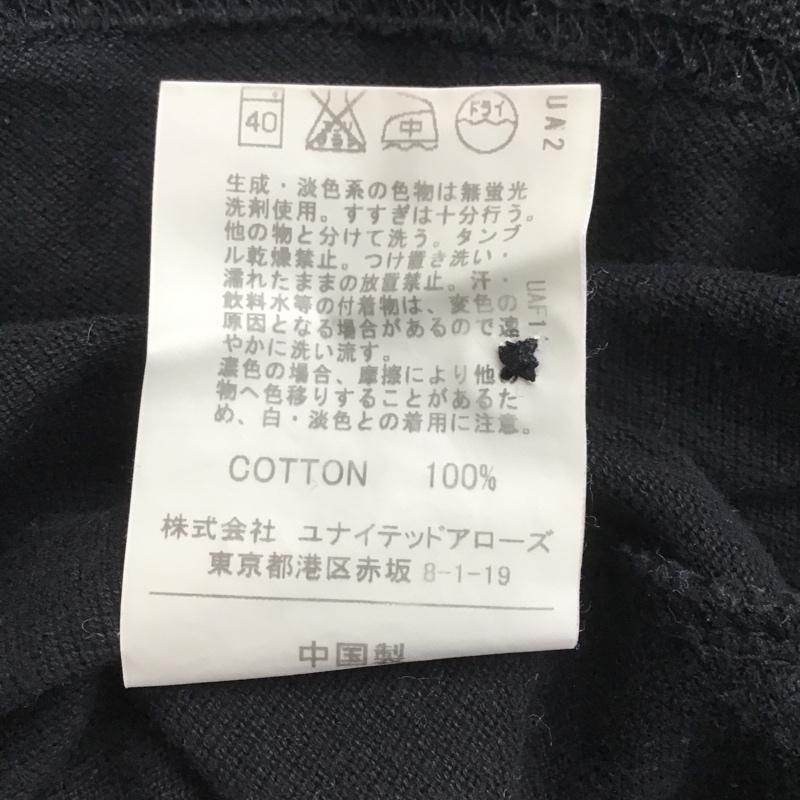 40
中
ドライ
UA2
生成・淡色系の色物は無蛍光
洗剤使用。すすぎは十分行う。
他の物と分けて洗う。タンブ
ル乾燥禁止。つけ置き洗い・
濡れたままの放置禁止。汗・
飲料水等の付着物は、変色の
原因となる場合があるので速
やかに洗い流す。
濃色の場合、摩擦により他の
物へ色移りすることがあるた
め、白・淡色との着用に注意。
UAF1
COTTON 100%
株式会社 ユナイテッドアローズ
東京都港区赤坂 8-1-19
中国製